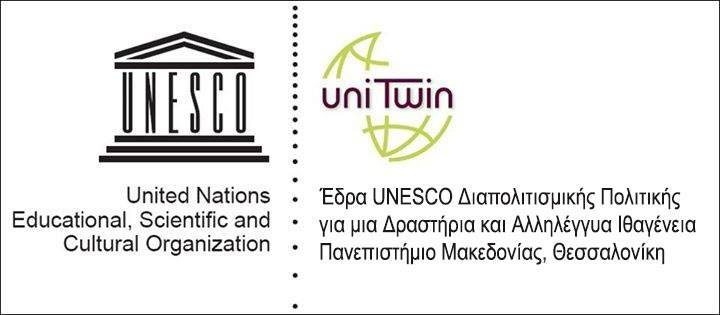 UNESCO
United Nations
Educational, Scientific and
Cultural Organization
uniTwin
Έδρα UNESCO Διαπολιτισμικής Πολιτικής
για μια Δραστήρια και Αλληλέγγυα Ιθαγένεια
Πανεπιστήμιο Μακεδονίας, Θεσσαλονίκη